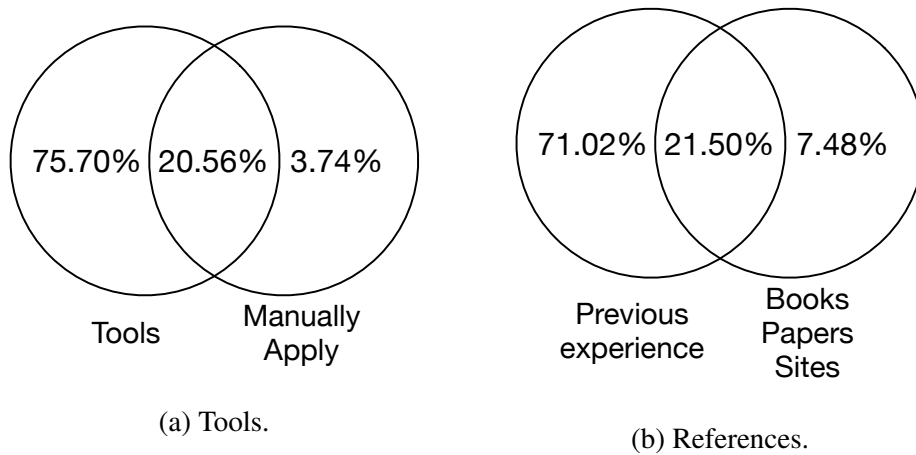 75.70% 20.56% 3.74%
Tools
Manually
Apply
(a) Tools.
71.02% 21.50% 7.48%
Previous
experience
Books
Papers
Sites
(b) References.